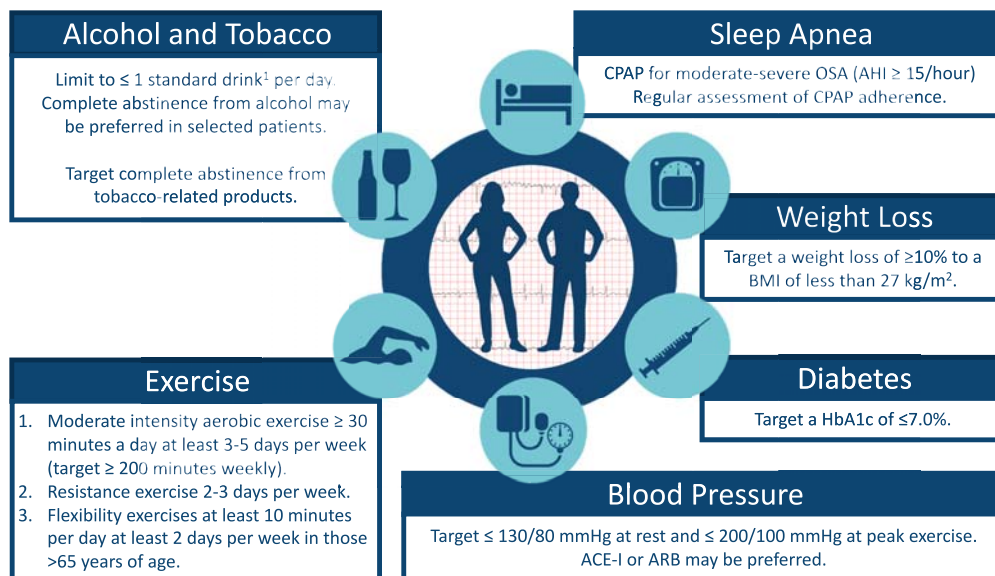 Alcohol and Tobacco
Limit to ≤ 1 standard drink¹ per day.
Complete abstinence from alcohol may
be preferred in selected patients.
Target complete abstinence from
tobacco-related products.
Sleep Apnea
CPAP for moderate-severe OSA (AHI ≥ 15/hour)
Regular assessment of CPAP adherence.
Weight Loss
Target a weight loss of ≥10% to a
BMI of less than 27 kg/m².
Diabetes
Target a HbA1c of ≤7.0%.
Exercise
1. Moderate intensity aerobic exercise ≥ 30
minutes a day at least 3-5 days per week
(target ≥ 200 minutes weekly).
2. Resistance exercise 2-3 days per week.
3. Flexibility exercises at least 10 minutes
per day at least 2 days per week in those
>65 years of age.
Blood Pressure
Target ≤ 130/80 mmHg at rest and ≤ 200/100 mmHg at peak exercise.
ACE-I or ARB may be preferred.